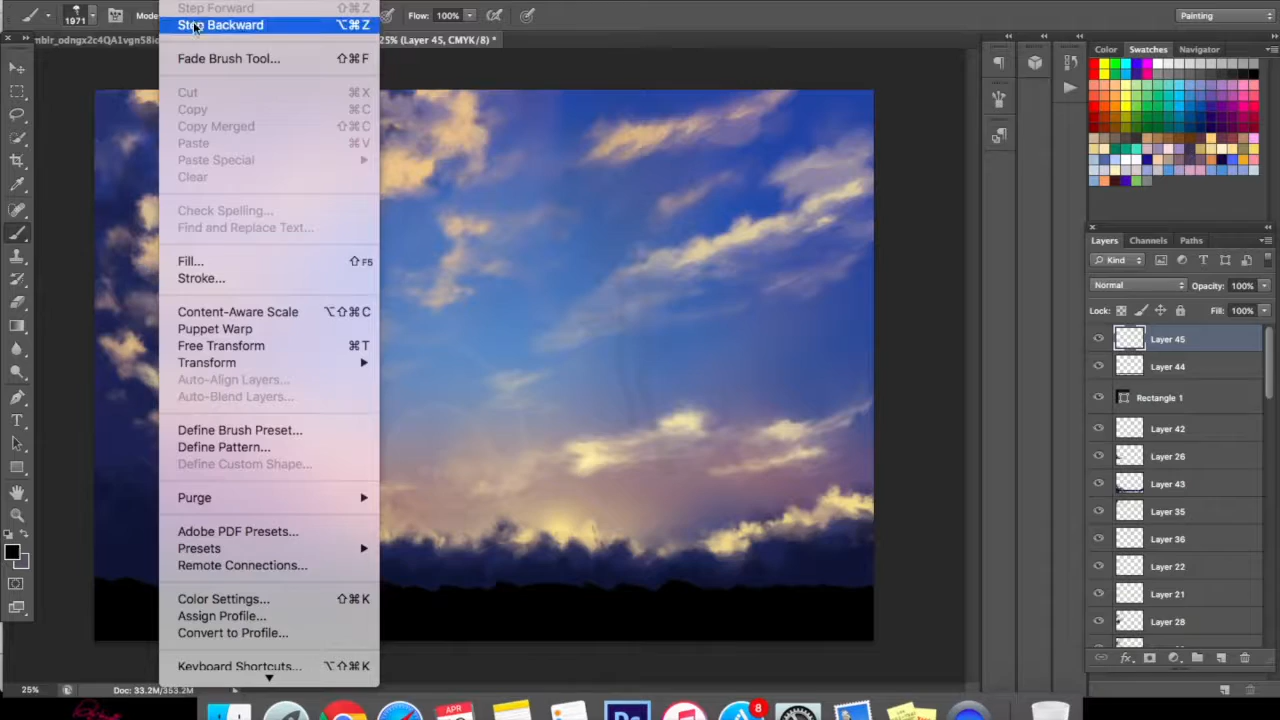 Step Forward ⇧⌘Z
1971
Mode
Step Backward ⌥⌘Z
Flow: 100%
Painting
25% (Layer 45, CMYK/8) *
Fade Brush Tool... ⇧⌘F
Cut ⌘X
Copy ⌘C
Copy Merged ⇧⌘C
Paste ⌘V
Paste Special
Clear
Check Spelling...
Find and Replace Text...
Fill... ⇧F5
Stroke...
Content-Aware Scale ⌥⇧⌘C
Puppet Warp
Free Transform ⌘T
Transform
Auto-Align Layers...
Auto-Blend Layers...
Define Brush Preset...
Define Pattern...
Define Custom Shape...
Purge
Adobe PDF Presets...
Presets
Remote Connections...
Color Settings... ⇧⌘K
Assign Profile...
Convert to Profile...
Keyboard Shortcuts... ⌥⇧⌘K
Color Swatches Navigator
Layers Channels Paths
Kind
Normal Opacity: 100%
Lock: Fill: 100%
Layer 45
Layer 44
Rectangle 1
Layer 42
Layer 26
Layer 43
Layer 35
Layer 36
Layer 22
Layer 21
Layer 28
25% Doc: 33.2M/353.2M
APR
Ps
8